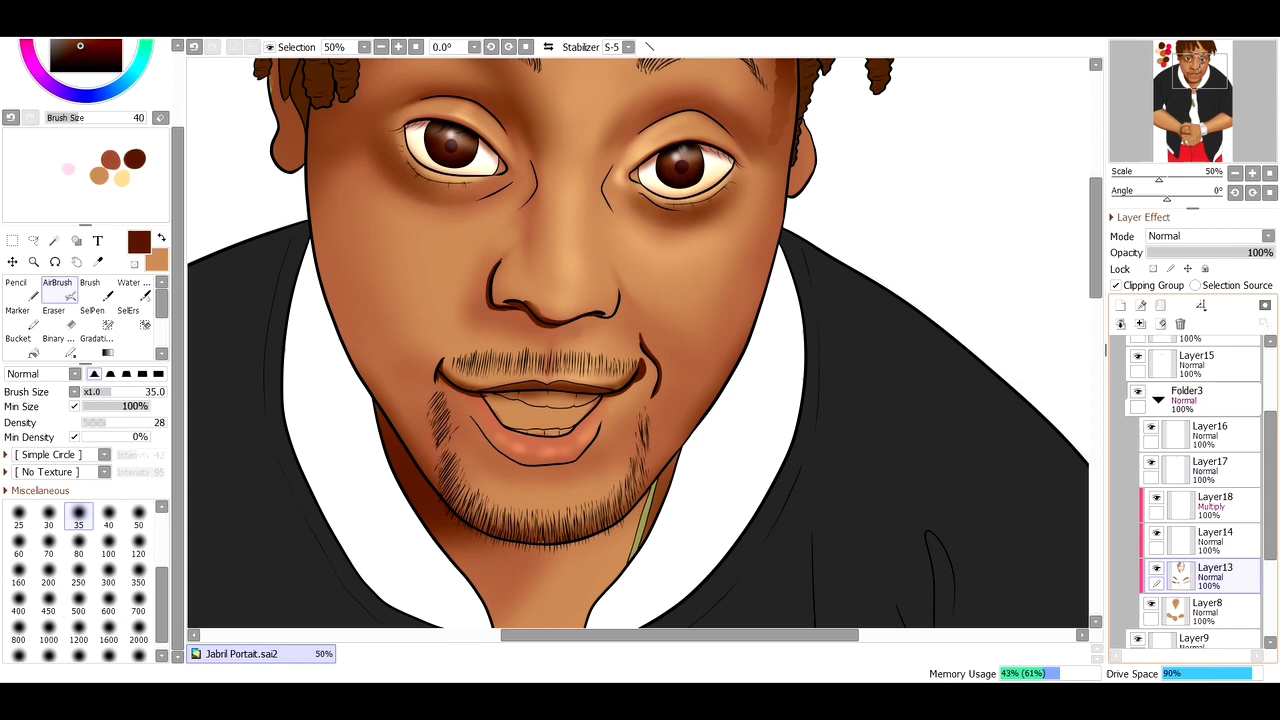 Selection 50% 0.0° Stabilizer S-5
Brush Size 40
T
Pencil AirBrush Brush Water ...
Marker Eraser SelPen SelErs
Bucket Binary ... Gradati...
Normal
Brush Size x1.0 35.0
Min Size 100%
Density 28
Min Density 0%
[ Simple Circle ] 42
[ No Texture ] Intensity 95
Miscellaneous
25 30 35 40 50
60 70 80 100 120
160 200 250 300 350
400 450 500 600 700
800 1000 1200 1600 2000
Jabril Portait.sai2 50%
Memory Usage 43% (61%) Drive Space 90%
Scale 50%
Angle 0°
Layer Effect
Mode Normal
Opacity 100%
Lock
Clipping Group Selection Source
100%
Layer15
100%
Folder3
Normal
100%
Layer16
Normal
100%
Layer17
Normal
100%
Layer18
Multiply
100%
Layer14
Normal
100%
Layer13
Normal
100%
Layer8
Normal
100%
Layer9
Normal